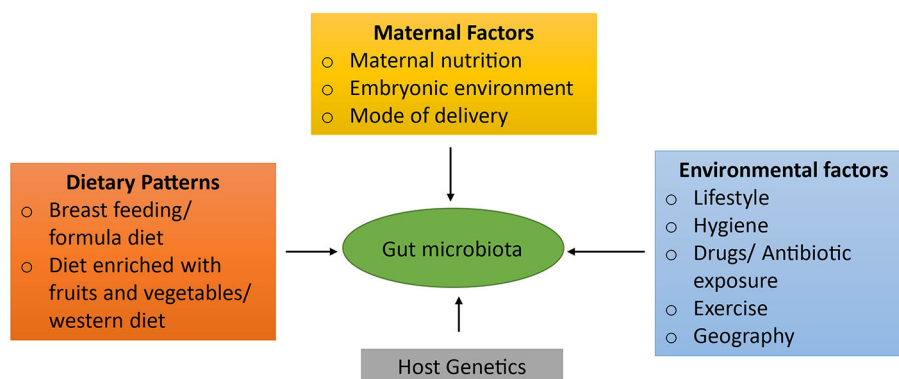 Maternal Factors
o Maternal nutrition
o Embryonic environment
o Mode of delivery
Dietary Patterns
o Breast feeding/
formula diet
o Diet enriched with
fruits and vegetables/
western diet
Gut microbiota
Environmental factors
o Lifestyle
o Hygiene
o Drugs/ Antibiotic
exposure
o Exercise
o Geography
Host Genetics